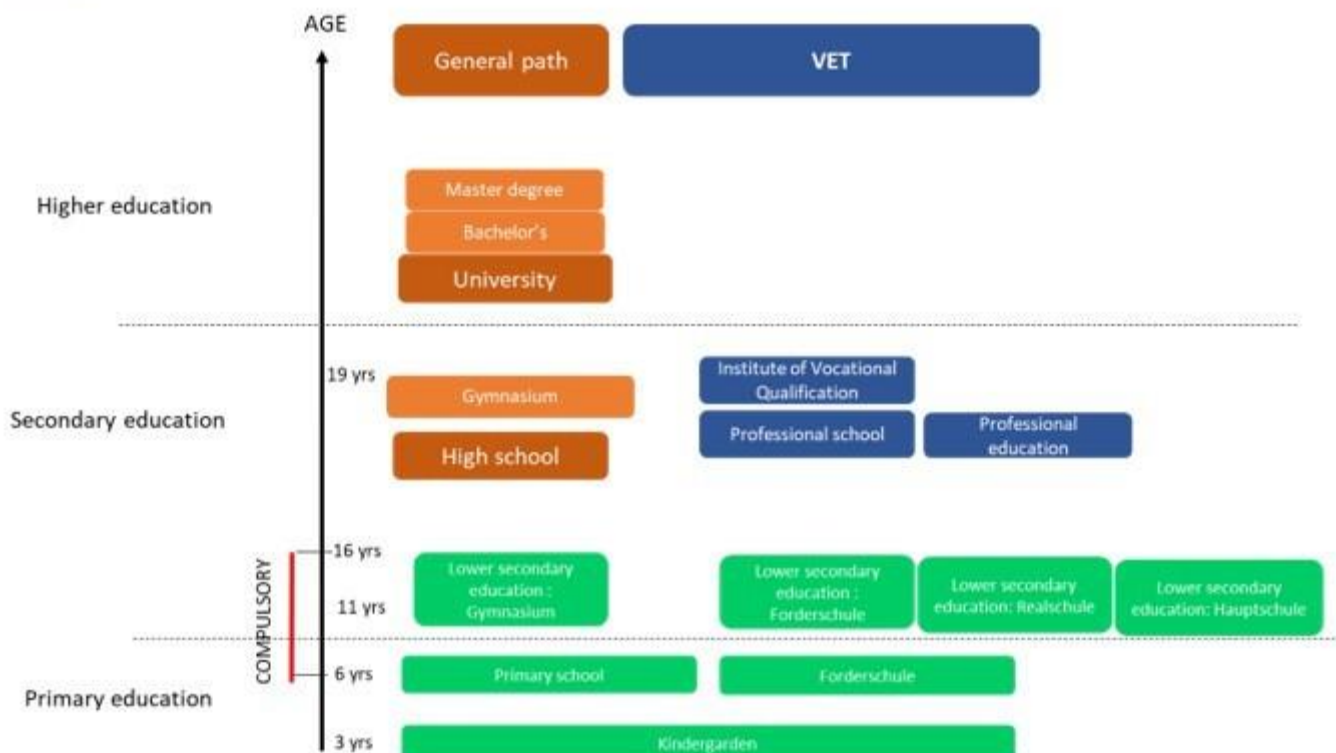 AGE
General path
VET
Higher education
Master degree
Bachelor's
University
19 yrs
Secondary education
Gymnasium
High school
Institute of Vocational
Qualification
Professional school
Professional
education
COMPULSORY
16 yrs
11 yrs
Lower secondary
education :
Gymnasium
Lower secondary
education :
Forderschule
Lower secondary
education: Realschule
Lower secondary
education: Hauptschule
6 yrs
Primary education
Primary school
Forderschule
3 yrs
Kindergarden